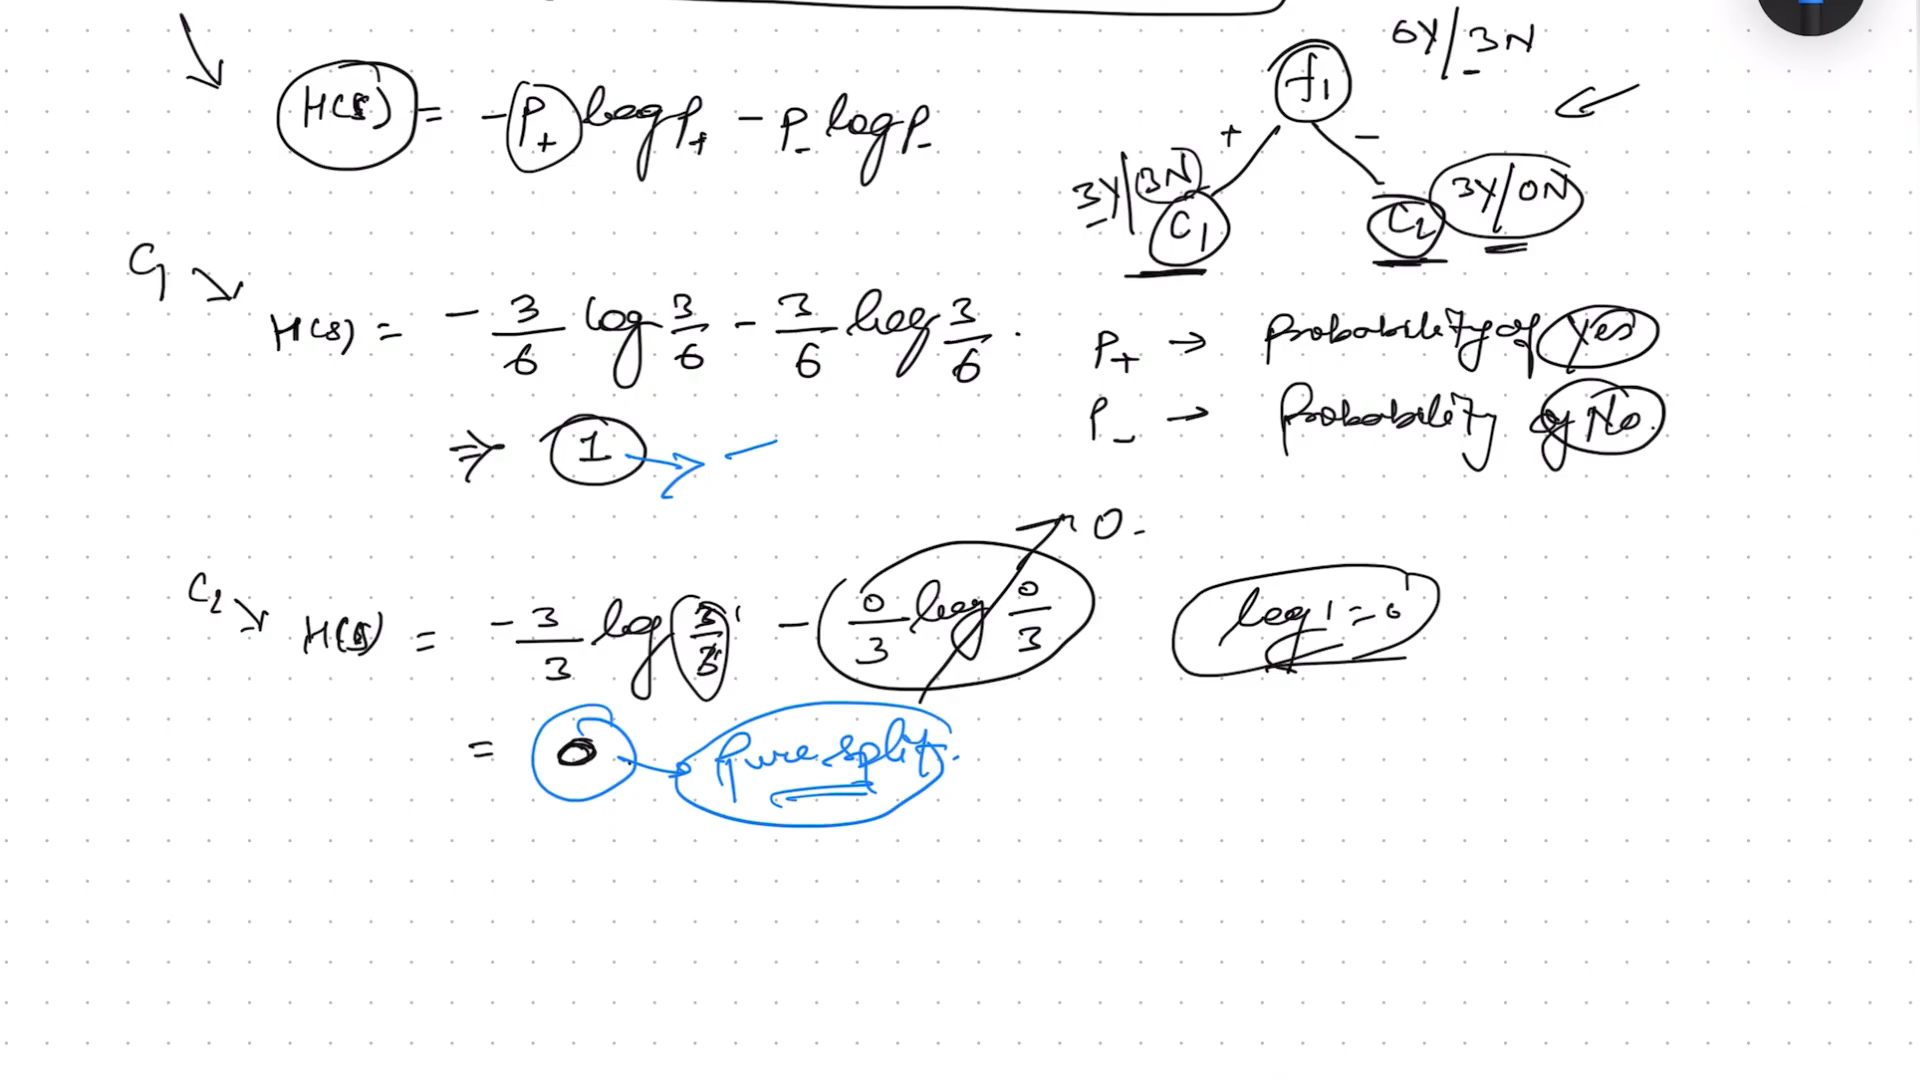 H(S) = -P+ log P+ - P- log P-
f1 6Y/3N
+ -
3Y/3N C1 C2 3Y/0N
C1
H(S) = - 3/6 log 3/6 - 3/6 log 3/6.
P+ → Probability of Yes
P- → Probability of No.
⇒ 1
0
C2 H(S) = - 3/3 log (3/3) 1 - 0/3 log 0/3
log 1 = 0
= 0 → Pure split.